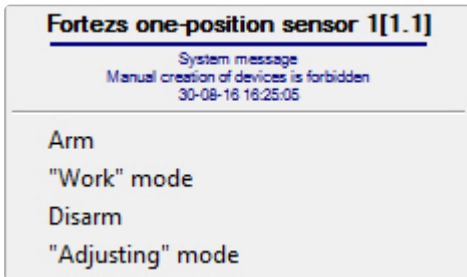 Fortezs one-position sensor 1[1.1]
System message
Manual creation of devices is forbidden
30-08-16 16:25:05
Arm
"Work" mode
Disarm
"Adjusting" mode